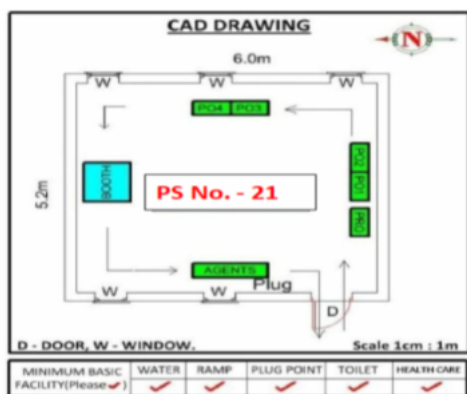 CAD DRAWING
N
6.0m
W W W
PO4 PO3
5.2m
BOOTH
PS No. - 21
PO2 PO1
PRO
AGENTS
Plug
W W
D
D - DOOR, W - WINDOW. Scale 1cm : 1m
MINIMUM BASIC FACILITY(Please ✓) WATER RAMP PLUG POINT TOILET HEALTH CARE
✓ ✓ ✓ ✓ ✓